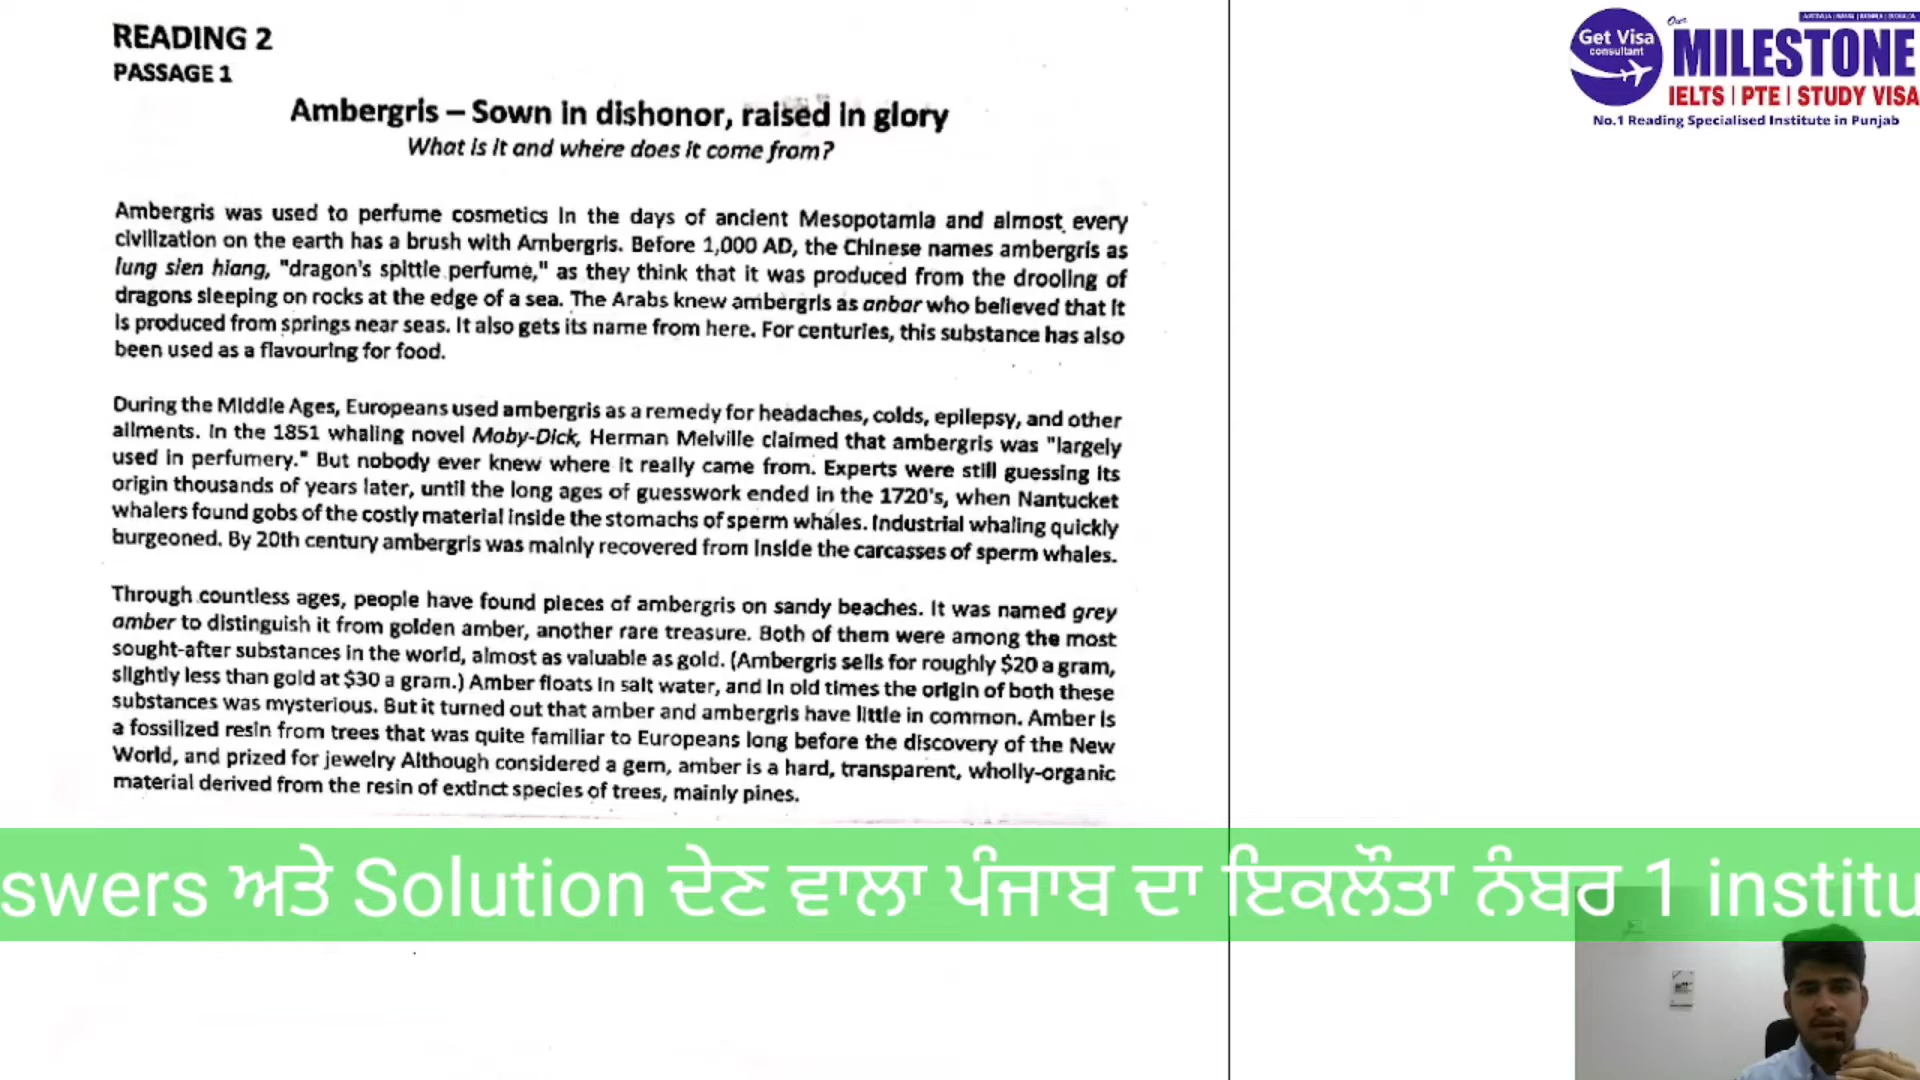 READING 2
PASSAGE 1
Ambergris – Sown in dishonor, raised in glory
What is it and where does it come from?
Ambergris was used to perfume cosmetics in the days of ancient Mesopotamia and almost every
civilization on the earth has a brush with Ambergris. Before 1,000 AD, the Chinese names ambergris as
lung sien hiang, "dragon's spittle perfume," as they think that it was produced from the drooling of
dragons sleeping on rocks at the edge of a sea. The Arabs knew ambergris as anbar who believed that it
is produced from springs near seas. It also gets its name from here. For centuries, this substance has also
been used as a flavouring for food.
During the Middle Ages, Europeans used ambergris as a remedy for headaches, colds, epilepsy, and other
ailments. In the 1851 whaling novel Moby-Dick, Herman Melville claimed that ambergris was "largely
used in perfumery." But nobody ever knew where it really came from. Experts were still guessing its
origin thousands of years later, until the long ages of guesswork ended in the 1720's, when Nantucket
whalers found gobs of the costly material inside the stomachs of sperm whales. Industrial whaling quickly
burgeoned. By 20th century ambergris was mainly recovered from inside the carcasses of sperm whales.
Through countless ages, people have found pieces of ambergris on sandy beaches. It was named grey
amber to distinguish it from golden amber, another rare treasure. Both of them were among the most
sought-after substances in the world, almost as valuable as gold. (Ambergris sells for roughly $20 a gram,
slightly less than gold at $30 a gram.) Amber floats in salt water, and in old times the origin of both these
substances was mysterious. But it turned out that amber and ambergris have little in common. Amber is
a fossilized resin from trees that was quite familiar to Europeans long before the discovery of the New
World, and prized for jewelry Although considered a gem, amber is a hard, transparent, wholly-organic
material derived from the resin of extinct species of trees, mainly pines.
swers ਅਤੇ Solution ਦੇਣ ਵਾਲਾ ਪੰਜਾਬ ਦਾ ਇਕਲੌਤਾ ਨੰਬਰ 1 institu
Get Visa
consultant
Our
MILESTONE
IELTS | PTE | STUDY VISA
No.1 Reading Specialised Institute in Punjab